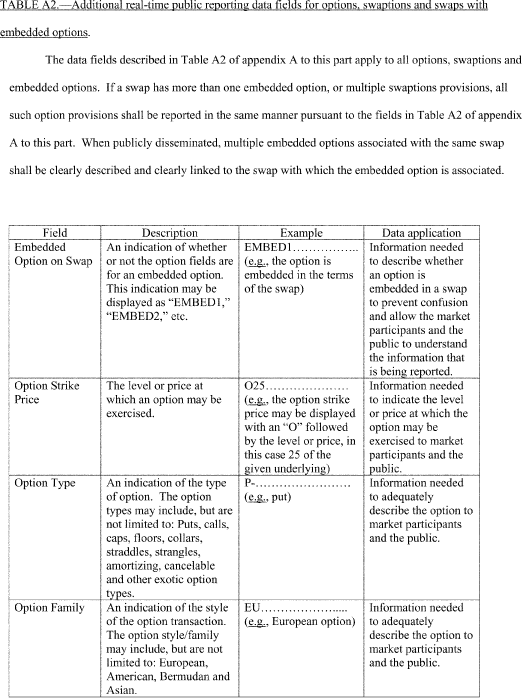 TABLE A2.—Additional real-time public reporting data fields for options, swaptions and swaps with
embedded options.
The data fields described in Table A2 of appendix A to this part apply to all options, swaptions and
embedded options. If a swap has more than one embedded option, or multiple swaptions provisions, all
such option provisions shall be reported in the same manner pursuant to the fields in Table A2 of appendix
A to this part. When publicly disseminated, multiple embedded options associated with the same swap
shall be clearly described and clearly linked to the swap with which the embedded option is associated.
Field Description Example Data application
Embedded
Option on Swap
An indication of whether
or not the option fields are
for an embedded option.
This indication may be
displayed as “EMBED1,”
“EMBED2,” etc.
EMBED1……………..
(e.g., the option is
embedded in the terms
of the swap)
Information needed
to describe whether
an option is
embedded in a swap
to prevent confusion
and allow the market
participants and the
public to understand
the information that
is being reported.
Option Strike
Price
The level or price at
which an option may be
exercised.
O25…………………
(e.g., the option strike
price may be displayed
with an “O” followed
by the level or price, in
this case 25 of the
given underlying)
Information needed
to indicate the level
or price at which the
option may be
exercised to market
participants and the
public.
Option Type
An indication of the type
of option. The option
types may include, but are
not limited to: Puts, calls,
caps, floors, collars,
straddles, strangles,
amortizing, cancelable
and other exotic option
types.
P-……………………
(e.g., put)
Information needed
to adequately
describe the option to
market participants
and the public.
Option Family
An indication of the style
of the option transaction.
The option style/family
may include, but are not
limited to: European,
American, Bermudan and
Asian.
EU……………….....
(e.g., European option)
Information needed
to adequately
describe the option to
market participants
and the public.